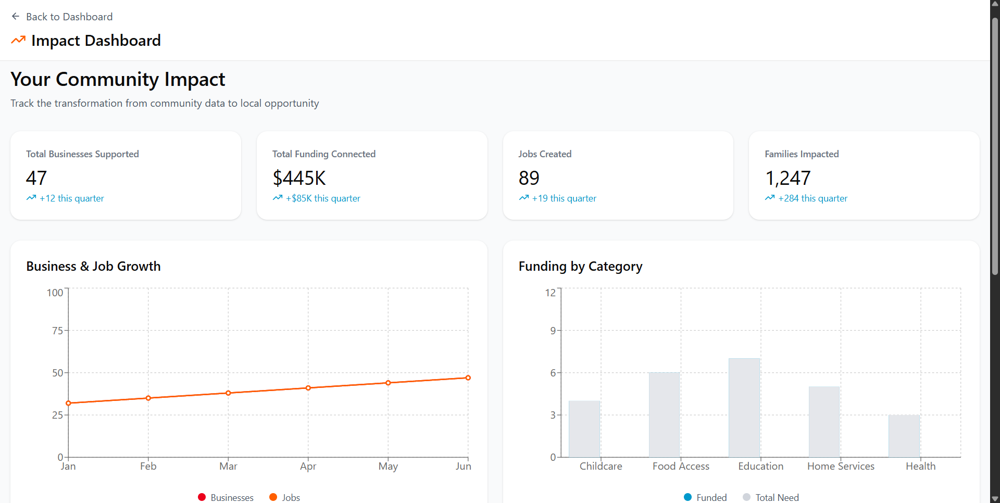 Back to Dashboard
Impact Dashboard
Your Community Impact
Track the transformation from community data to local opportunity
Total Businesses Supported
47
+12 this quarter
Total Funding Connected
$445K
+$85K this quarter
Jobs Created
89
+19 this quarter
Families Impacted
1,247
+284 this quarter
Business & Job Growth
100
75
50
25
0
Jan Feb Mar Apr May Jun
Businesses Jobs
Funding by Category
12
9
6
3
0
Childcare Food Access Education Home Services Health
Funded Total Need